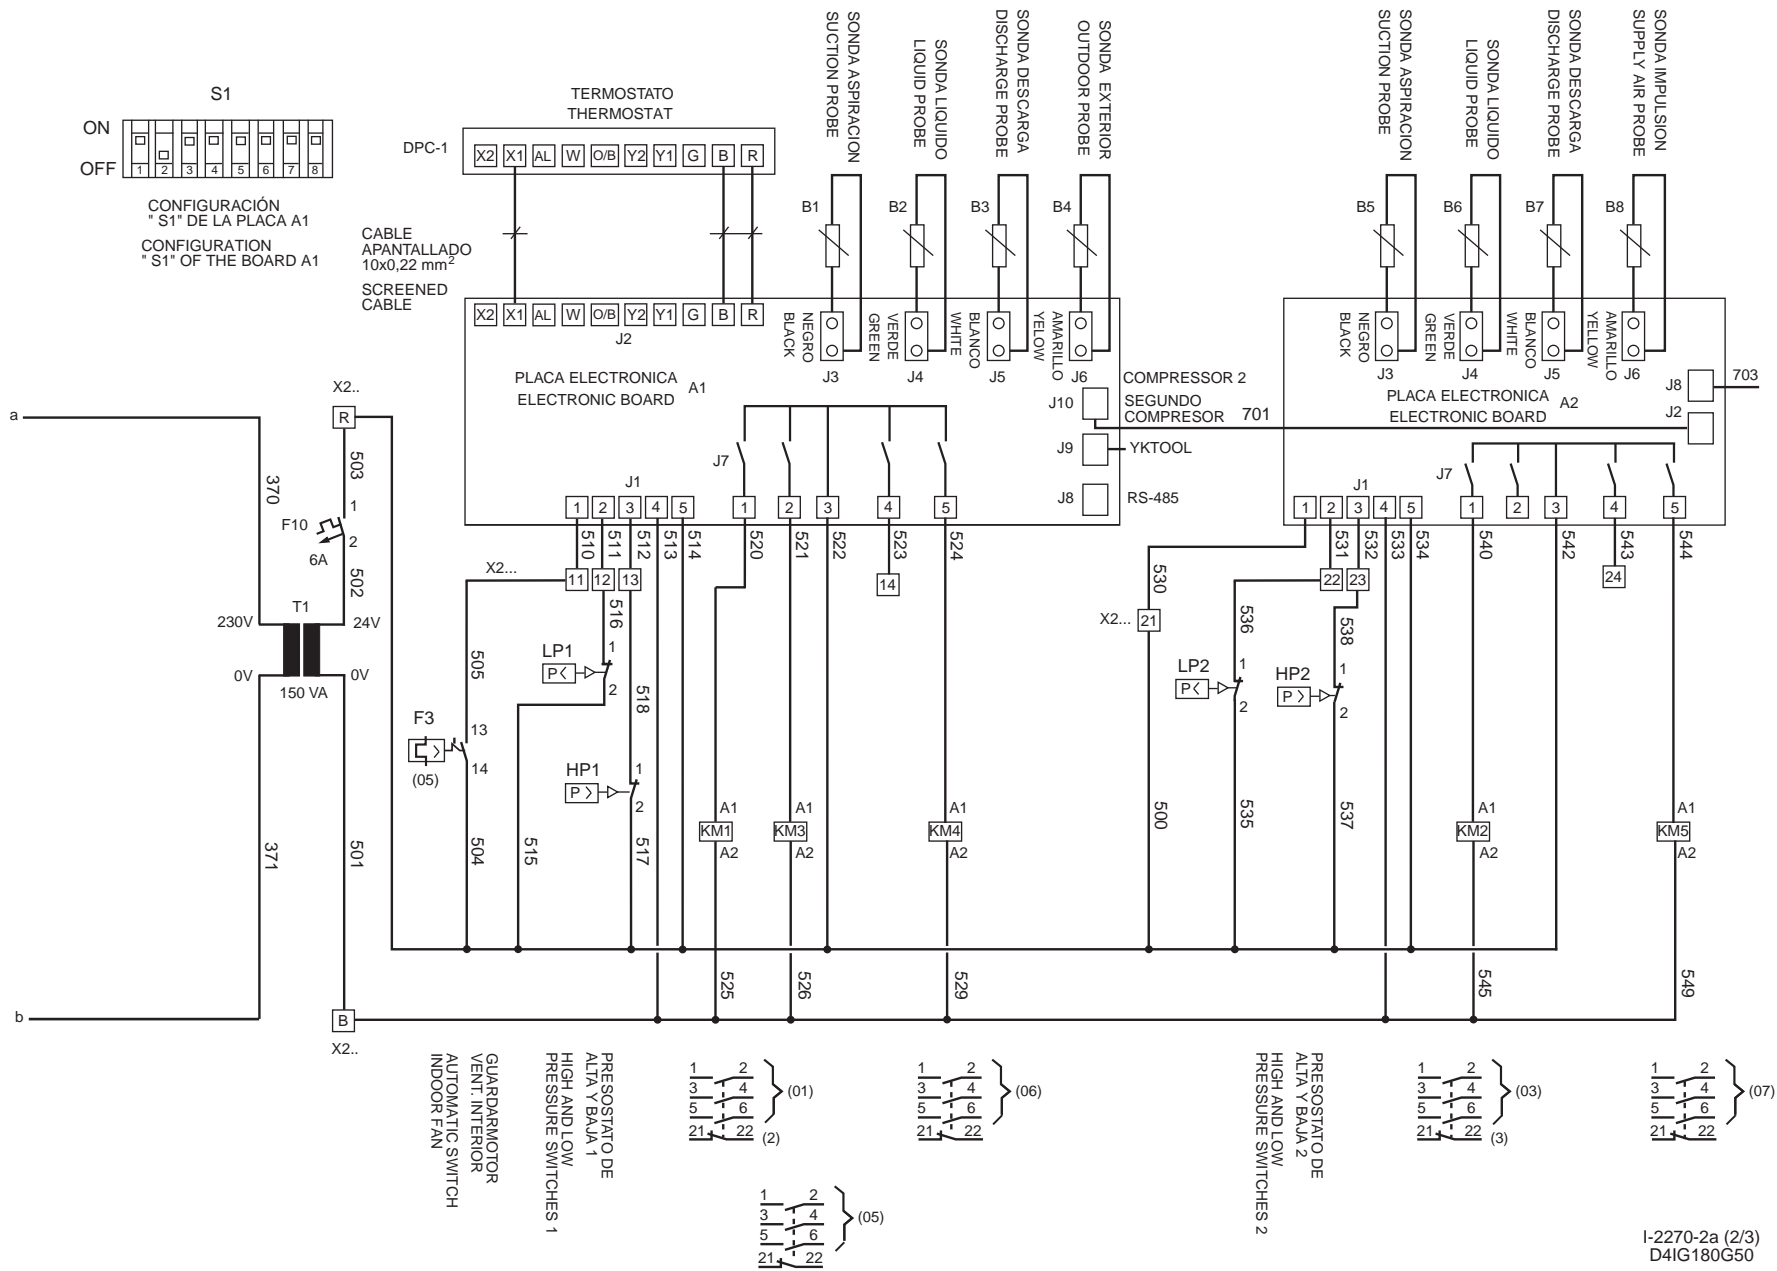 S1
ON
OFF
1 2 3 4 5 6 7 8
CONFIGURACIÓN
" S1" DE LA PLACA A1
CONFIGURATION
" S1" OF THE BOARD A1
TERMOSTATO
THERMOSTAT
DPC-1
X2 X1 AL W O/B Y2 Y1 G B R
CABLE
APANTALLADO
10x0,22 mm2
SCREENED
CABLE
X2 X1 AL W O/B Y2 Y1 G B R
J2
SONDA ASPIRACION
SUCTION PROBE
SONDA LIQUIDO
LIQUID PROBE
SONDA DESCARGA
DISCHARGE PROBE
SONDA EXTERIOR
OUTDOOR PROBE
SONDA ASPIRACION
SUCTION PROBE
SONDA LIQUIDO
LIQUID PROBE
SONDA DESCARGA
DISCHARGE PROBE
SONDA IMPULSION
SUPPLY AIR PROBE
B1 B2 B3 B4 B5 B6 B7 B8
NEGRO
BLACK
VERDE
GREEN
BLANCO
WHITE
AMARILLO
YELOW
NEGRO
BLACK
VERDE
GREEN
BLANCO
WHITE
AMARILLO
YELLOW
J3 J4 J5 J6 J3 J4 J5 J6
PLACA ELECTRONICA
ELECTRONIC BOARD
A1
J10
COMPRESSOR 2
SEGUNDO
COMPRESOR
701
J9
YKTOOL
J8
RS-485
PLACA ELECTRONICA
ELECTRONIC BOARD
A2
J8
703
J2
J1
1 2 3 4 5
J7
1 2 3 4 5
J1
1 2 3 4 5
J7
1 2 3 4 5
510 511 512 513 514 520 521 522 523 524
530 531 532 533 534 540 542 543 544
a
X2..
R
370
503
1
F10
2
6A
502
T1
230V
24V
0V
0V
150 VA
371
501
b
B
X2..
X2...
11 12 13
14
505
516
LP1
P<
1
2
518
F3
13
14
(05)
HP1
P >
1
2
504
515
517
A1
KM1
A2
A1
KM3
A2
A1
KM4
A2
X2...
21
22 23
24
536
538
LP2
P<
1
2
HP2
P >
1
2
500
535
537
A1
KM2
A2
A1
KM5
A2
525 526 529 545 549
GUARDAMOTOR
VENT. INTERIOR
AUTOMATIC SWITCH
INDOOR FAN
PRESOSTATO DE
ALTA Y BAJA 1
HIGH AND LOW
PRESSURE SWITCHES 1
1 2
3 4
5 6
21 22
(01)
(2)
1 2
3 4
5 6
21 22
(05)
1 2
3 4
5 6
21 22
(06)
PRESOSTATO DE
ALTA Y BAJA 2
HIGH AND LOW
PRESSURE SWITCHES 2
1 2
3 4
5 6
21 22
(03)
(3)
1 2
3 4
5 6
21 22
(07)
I-2270-2a (2/3)
D4IG180G50